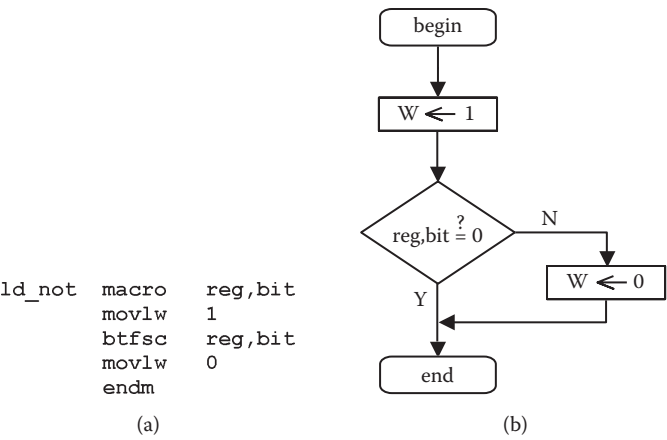 ld_not macro reg,bit
movlw 1
btfsc reg,bit
movlw 0
endm
(a)
begin
W ← 1
reg,bit ≟ 0
N
W ← 0
Y
end
(b)